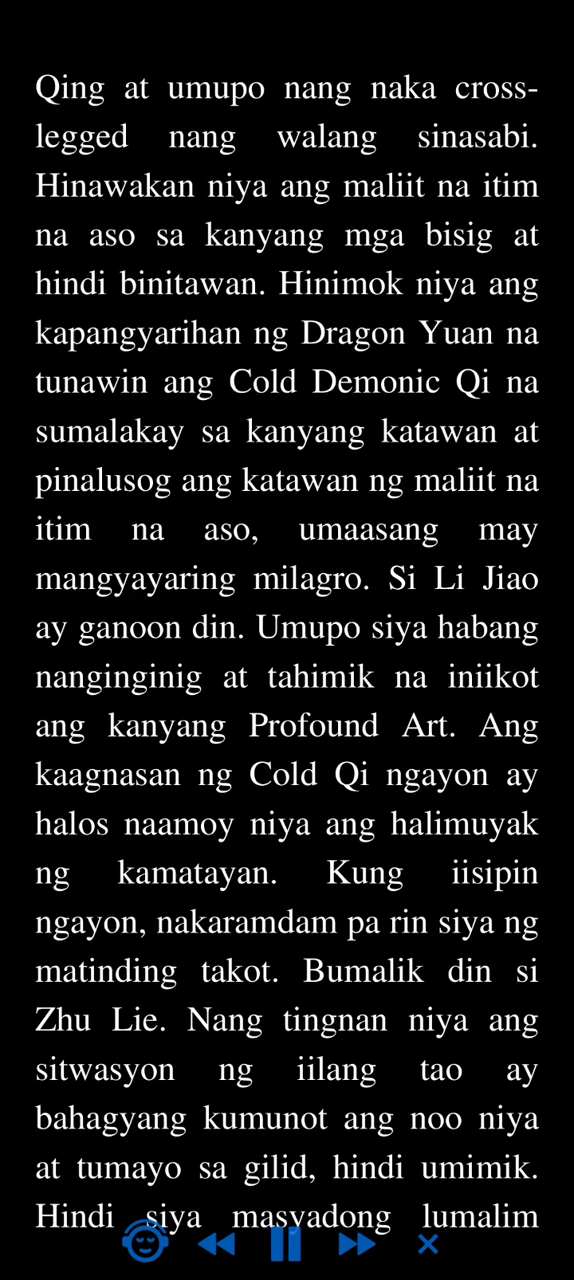 Qing at umupo nang naka cross-
legged nang walang sinasabi.
Hinawakan niya ang maliit na itim
na aso sa kanyang mga bisig at
hindi binitawan. Hinimok niya ang
kapangyarihan ng Dragon Yuan na
tunawin ang Cold Demonic Qi na
sumalakay sa kanyang katawan at
pinalusog ang katawan ng maliit na
itim na aso, umaasang may
mangyayaring milagro. Si Li Jiao
ay ganoon din. Umupo siya habang
nanginginig at tahimik na iniikot
ang kanyang Profound Art. Ang
kaagnasan ng Cold Qi ngayon ay
halos naamoy niya ang halimuyak
ng kamatayan. Kung iisipin
ngayon, nakaramdam pa rin siya ng
matinding takot. Bumalik din si
Zhu Lie. Nang tingnan niya ang
sitwasyon ng iilang tao ay
bahagyang kumunot ang noo niya
at tumayo sa gilid, hindi umimik.
Hindi siya masyadong lumalim